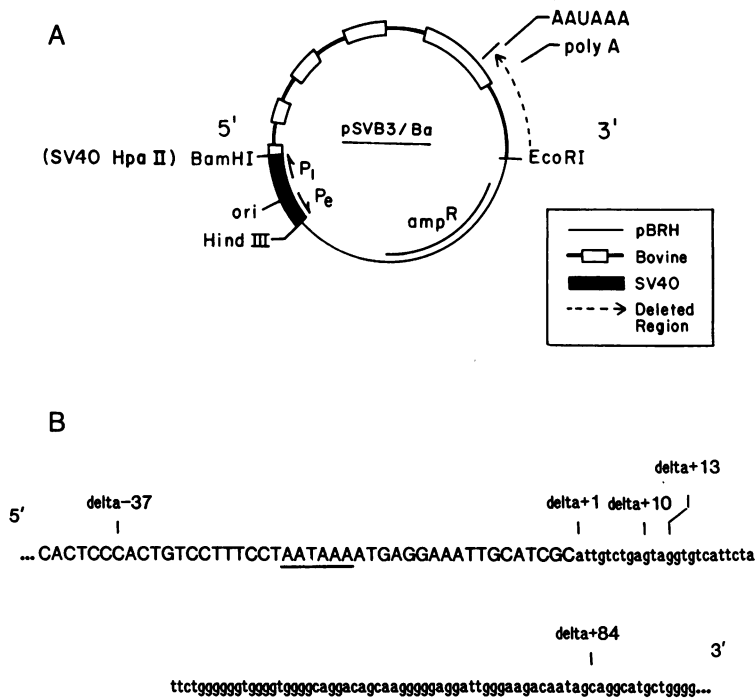 A
AAUAAA
poly A
5'
pSVB3/Ba
3'
(SV40 Hpa II) BamHI
EcoRI
P1
Pe
ori
ampR
Hind III
pBRH
Bovine
SV40
Deleted
Region
B
delta+13
5'
delta-37
delta+1
delta+10
...CACTCCCACTGTCCTTTCCTAATAAAATGAGGAAATTGCATCGCattgtctgagtaggtgtcattcta
delta+84
3'
ttctggggggtggggtggggcaggacagcaagggggaggattgggaagacaatagcaggcatgctgggg...